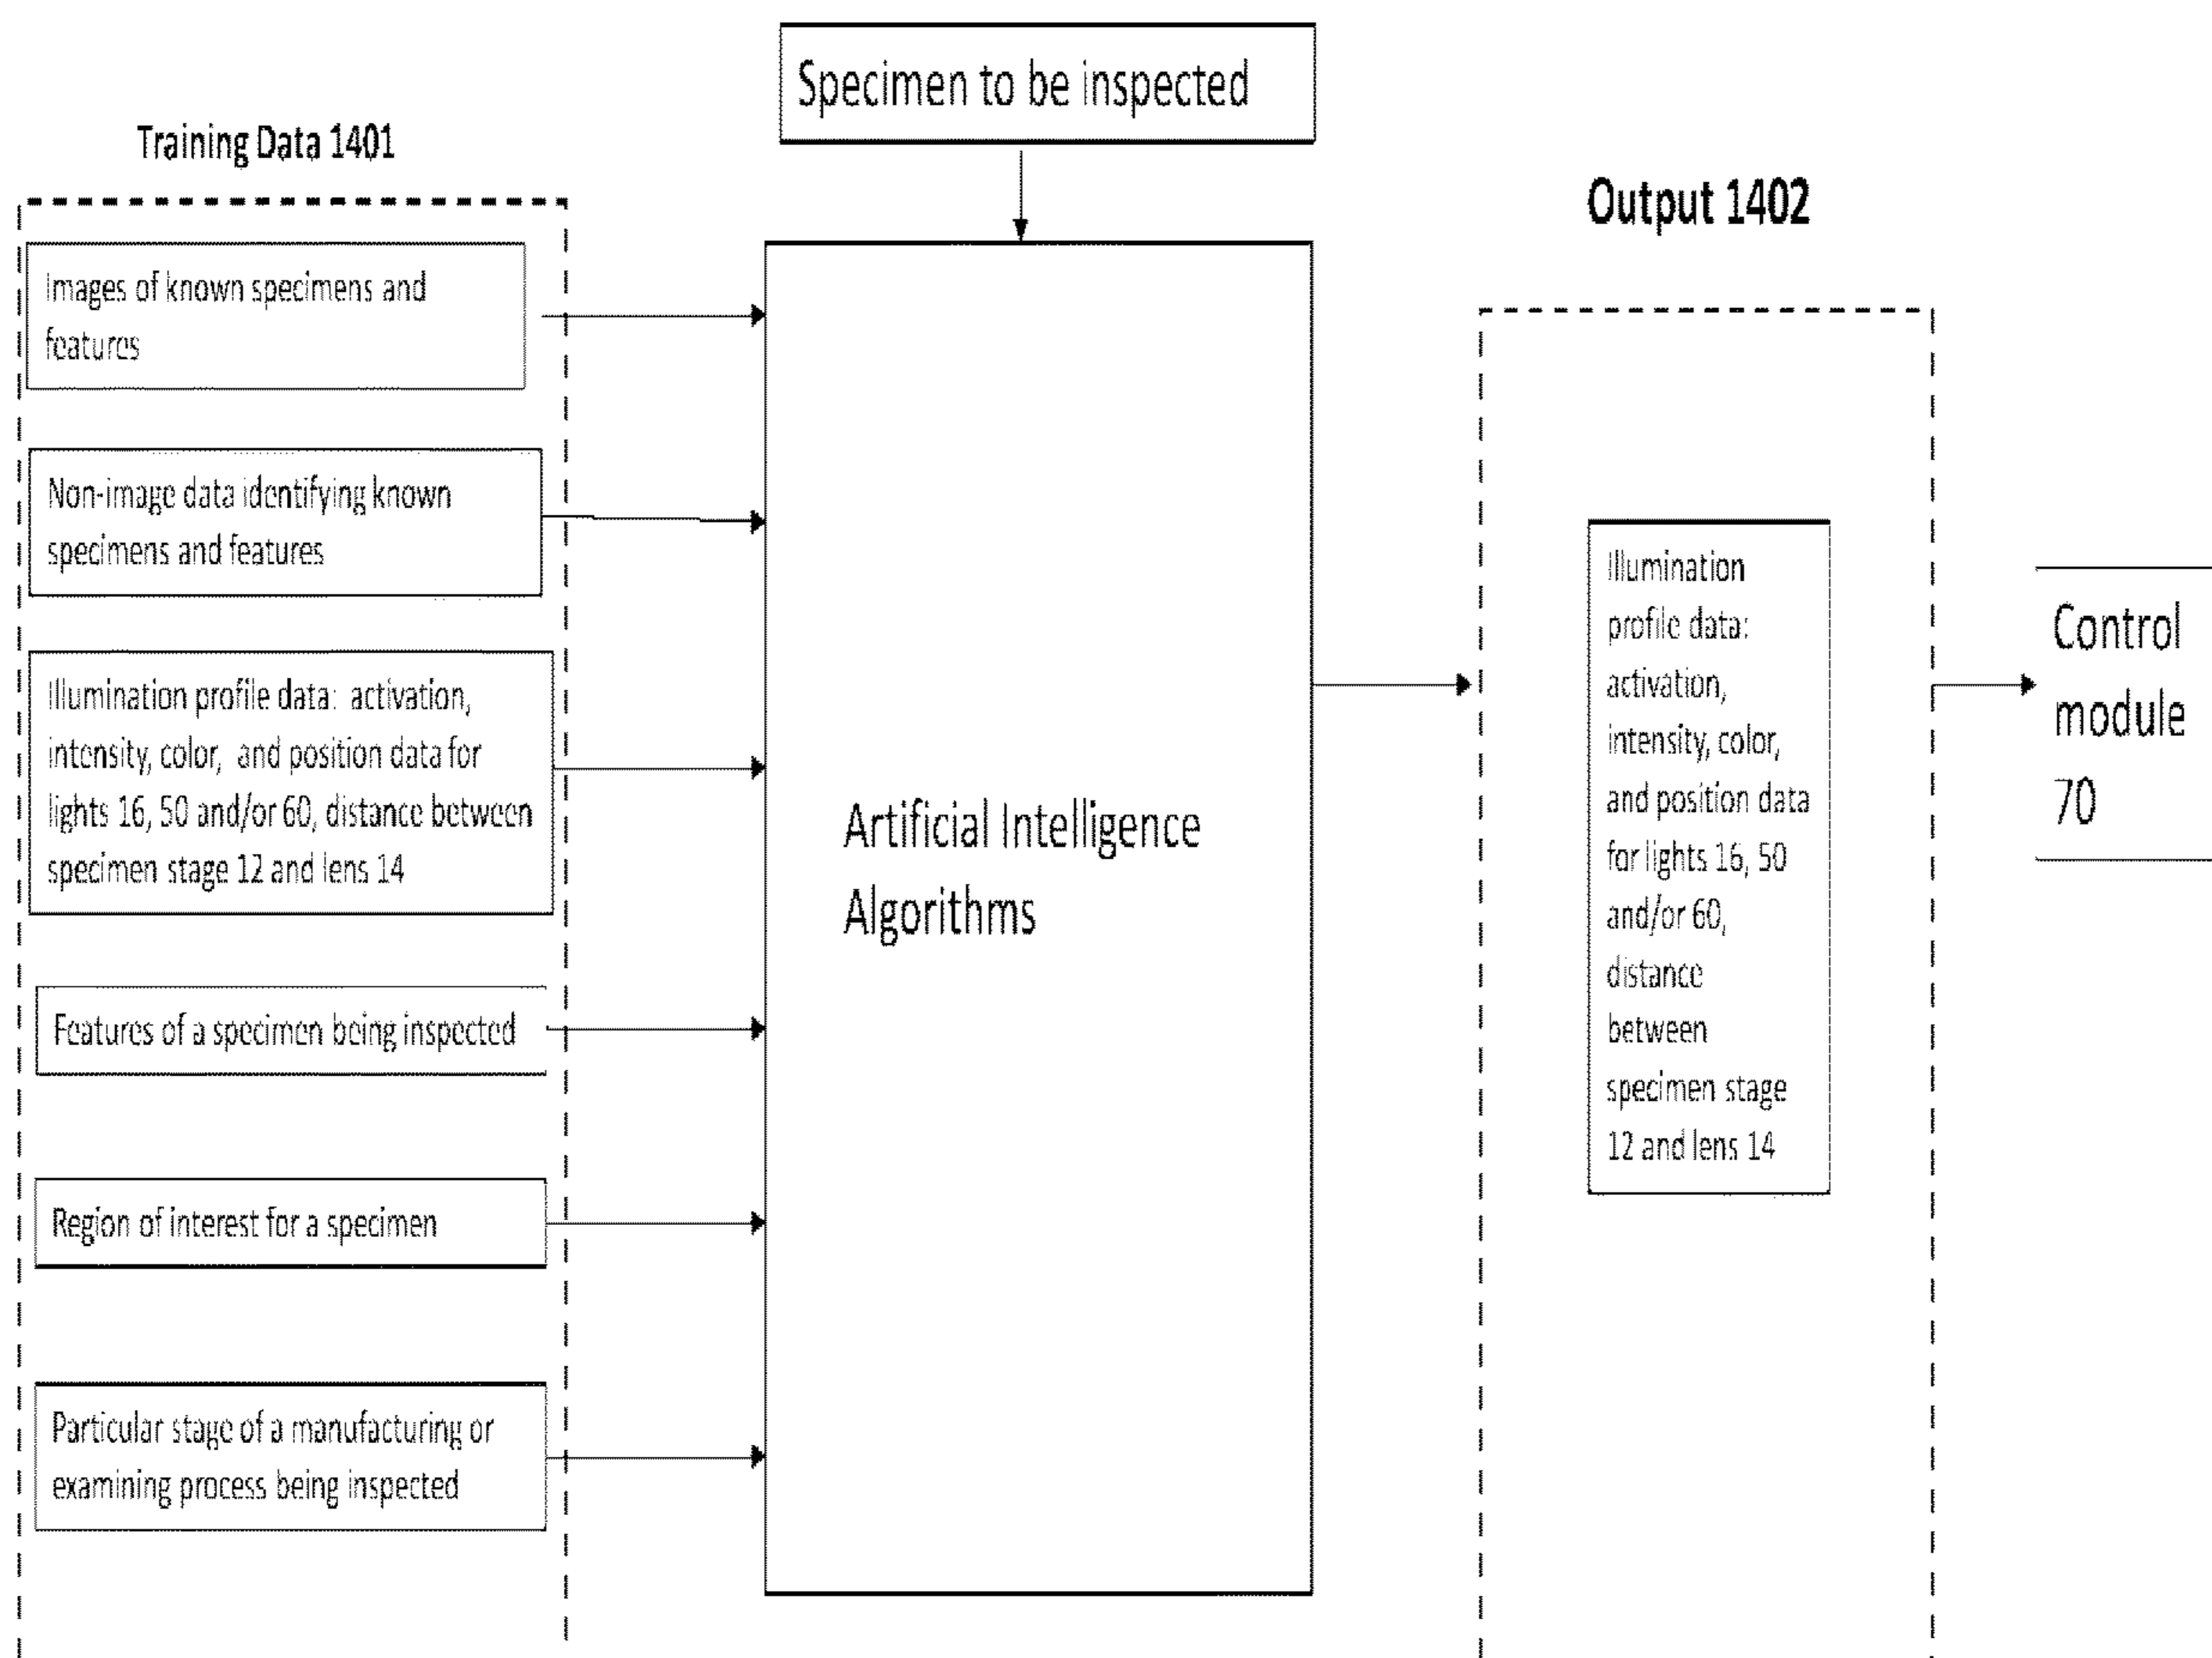 Specimen to be inspected
Training Data 1401
Images of known specimens and
features
Non-image data identifying known
specimens and features
Illumination profile data: activation,
intensity, color, and position data for
lights 16, 50 and/or 60, distance between
specimen stage 12 and lens 14
Features of a specimen being inspected
Region of interest for a specimen
Particular stage of a manufacturing or
examining process being inspected
Artificial Intelligence
Algorithms
Output 1402
Illumination
profile data:
activation,
intensity, color,
and position data
for lights 16, 50
and/or 60,
distance
between
specimen stage
12 and lens 14
Control
module
70